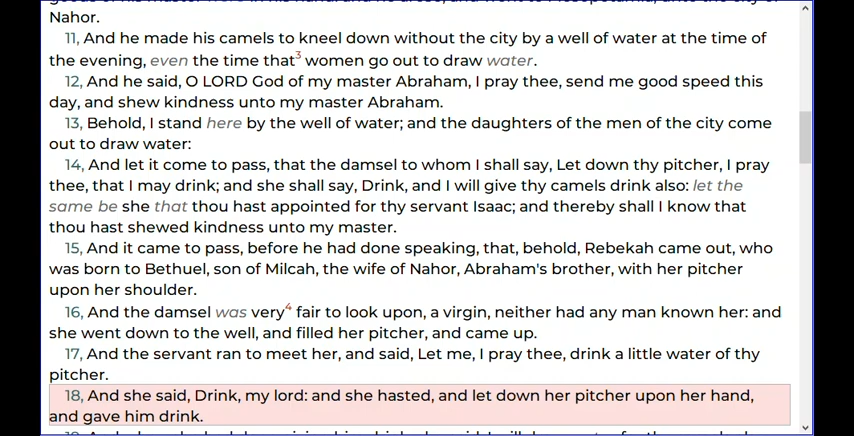 Nahor.
11, And he made his camels to kneel down without the city by a well of water at the time of
the evening, even the time that3 women go out to draw water.
12, And he said, O LORD God of my master Abraham, I pray thee, send me good speed this
day, and shew kindness unto my master Abraham.
13, Behold, I stand here by the well of water; and the daughters of the men of the city come
out to draw water:
14, And let it come to pass, that the damsel to whom I shall say, Let down thy pitcher, I pray
thee, that I may drink; and she shall say, Drink, and I will give thy camels drink also: let the
same be she that thou hast appointed for thy servant Isaac; and thereby shall I know that
thou hast shewed kindness unto my master.
15, And it came to pass, before he had done speaking, that, behold, Rebekah came out, who
was born to Bethuel, son of Milcah, the wife of Nahor, Abraham's brother, with her pitcher
upon her shoulder.
16, And the damsel was very4 fair to look upon, a virgin, neither had any man known her: and
she went down to the well, and filled her pitcher, and came up.
17, And the servant ran to meet her, and said, Let me, I pray thee, drink a little water of thy
pitcher.
18, And she said, Drink, my lord: and she hasted, and let down her pitcher upon her hand,
and gave him drink.